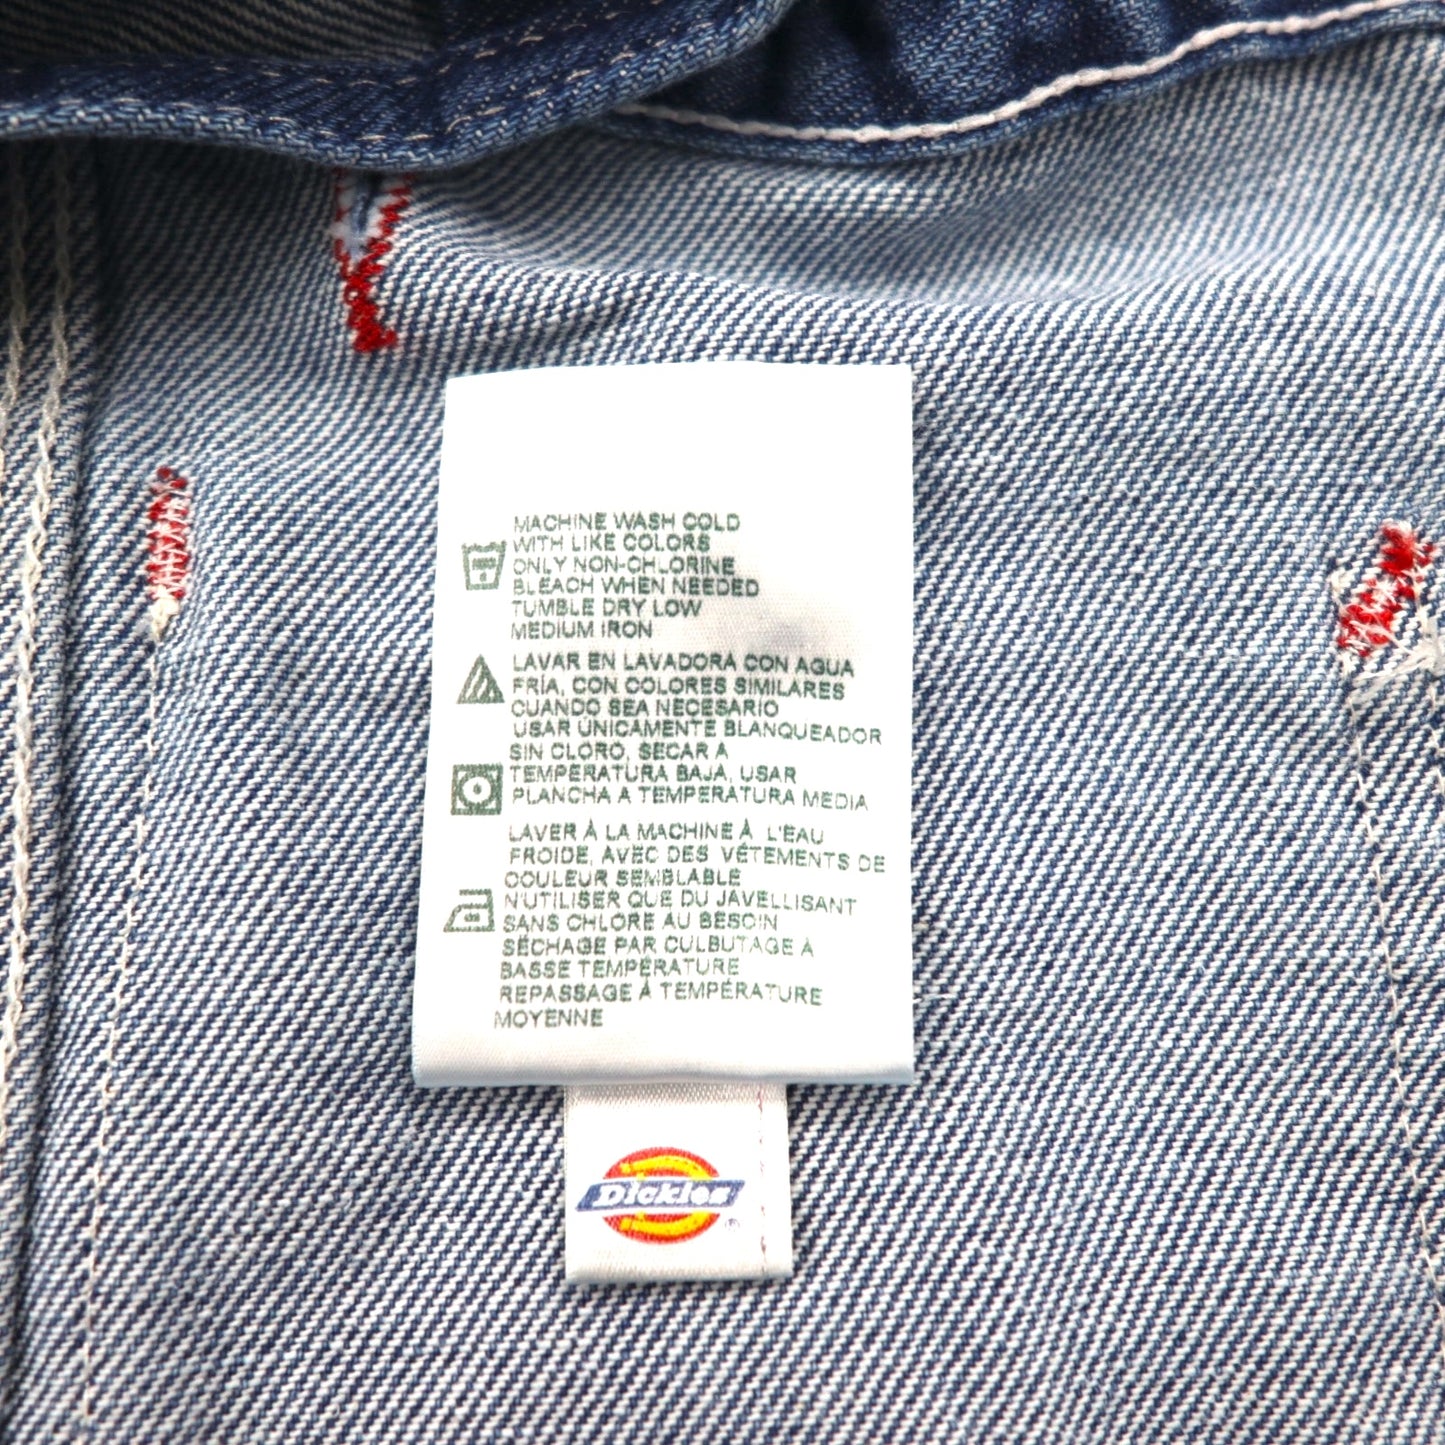 MACHINE WASH COLD
WITH LIKE COLORS
ONLY NON-CHLORINE
BLEACH WHEN NEEDED
TUMBLE DRY LOW
MEDIUM IRON
LAVAR EN LAVADORA CON AGUA
FRÍA, CON COLORES SIMILARES
CUANDO SEA NECESARIO
USAR ÚNICAMENTE BLANQUEADOR
SIN CLORO, SECAR A
TEMPERATURA BAJA, USAR
PLANCHA A TEMPERATURA MEDIA
LAVER À LA MACHINE À L'EAU
FROIDE, AVEC DES VÊTEMENTS DE
COULEUR SEMBLABLE
N'UTILISER QUE DU JAVELLISANT
SANS CHLORE AU BESOIN
SÉCHAGE PAR CULBUTAGE À
BASSE TEMPÉRATURE
REPASSAGE À TEMPÉRATURE
MOYENNE
Dickies ®